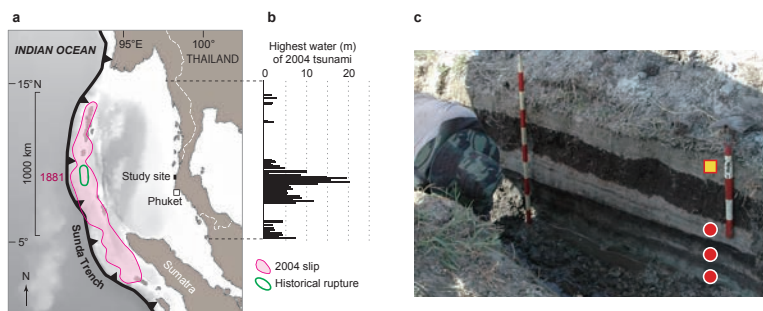 a
INDIAN OCEAN
95°E
100°
THAILAND
15°N
1000 km
1881
Study site
Phuket
5°
Sunda Trench
Sumatra
N
2004 slip
Historical rupture
b
Highest water (m)
of 2004 tsunami
0 10 20
c